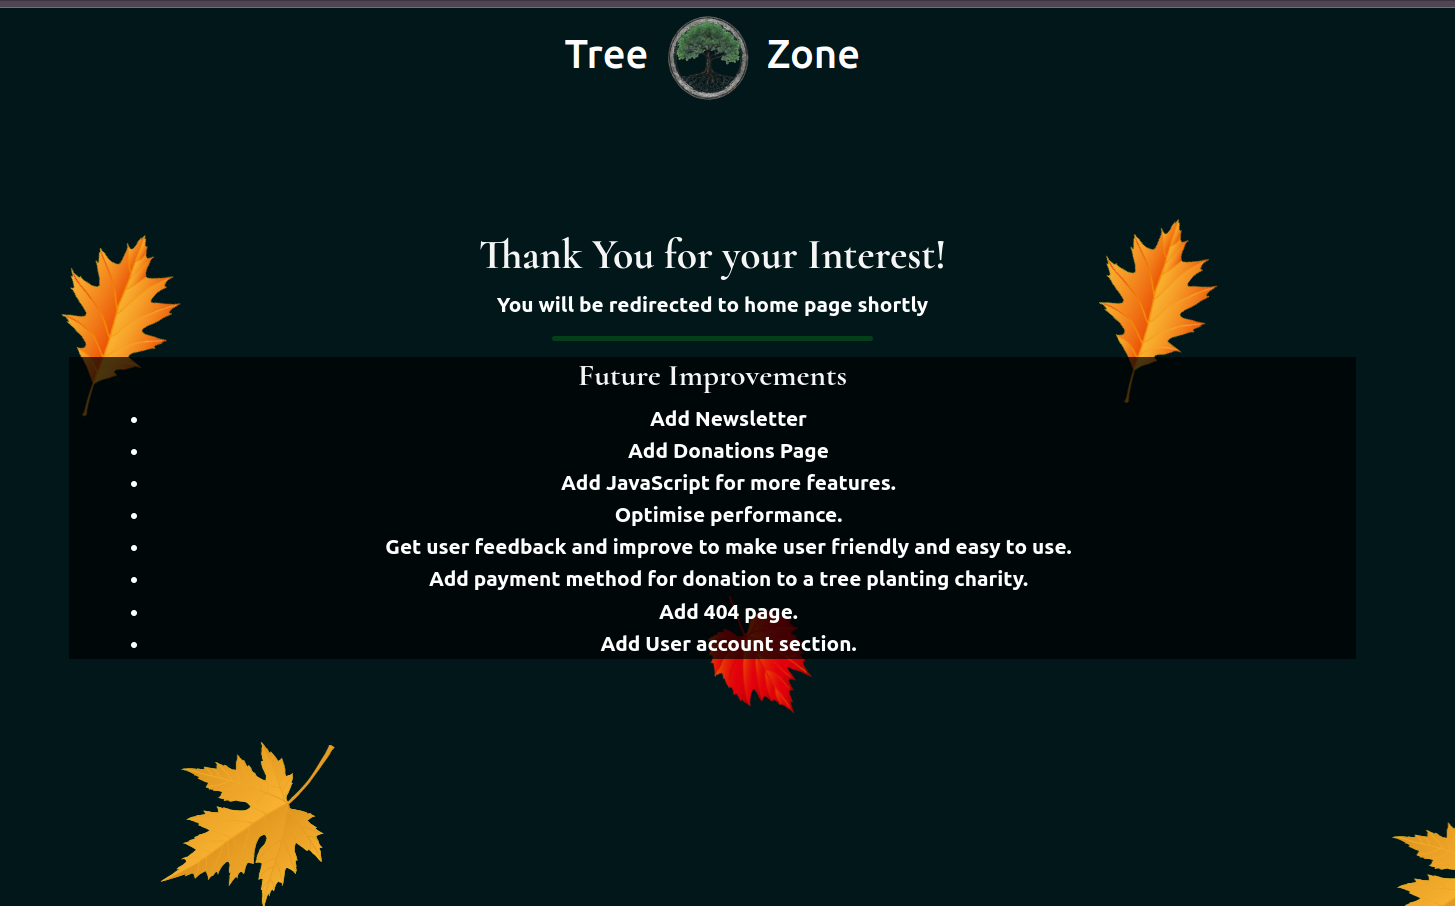 Tree Zone
Thank You for your Interest!
You will be redirected to home page shortly
Future Improvements
• Add Newsletter
• Add Donations Page
• Add JavaScript for more features.
• Optimise performance.
• Get user feedback and improve to make user friendly and easy to use.
• Add payment method for donation to a tree planting charity.
• Add 404 page.
• Add User account section.